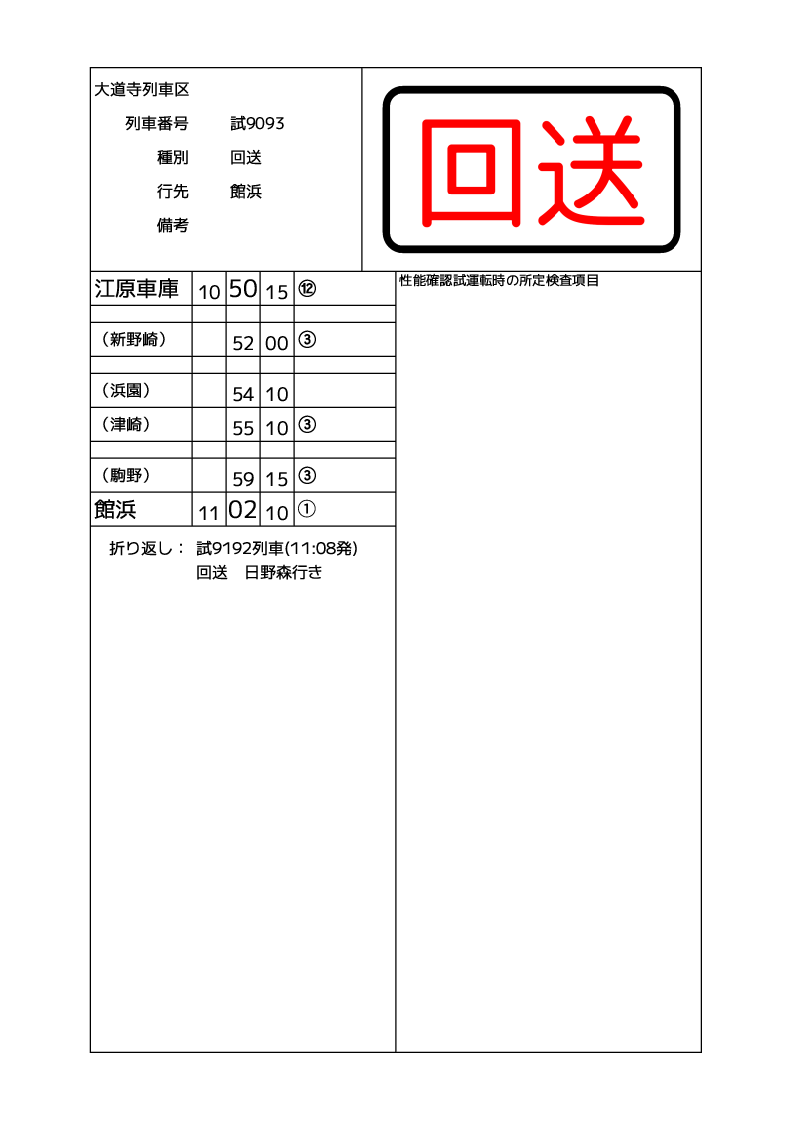 大道寺列車区
列車番号 試9093
種別 回送
行先 館浜
備考
回送
江原車庫 10 50 15 ⑫
（新野崎） 52 00 ③
（浜園） 54 10
（津崎） 55 10 ③
（駒野） 59 15 ③
館浜 11 02 10 ①
折り返し： 試9192列車(11:08発)
回送 日野森行き
性能確認試運転時の所定検査項目